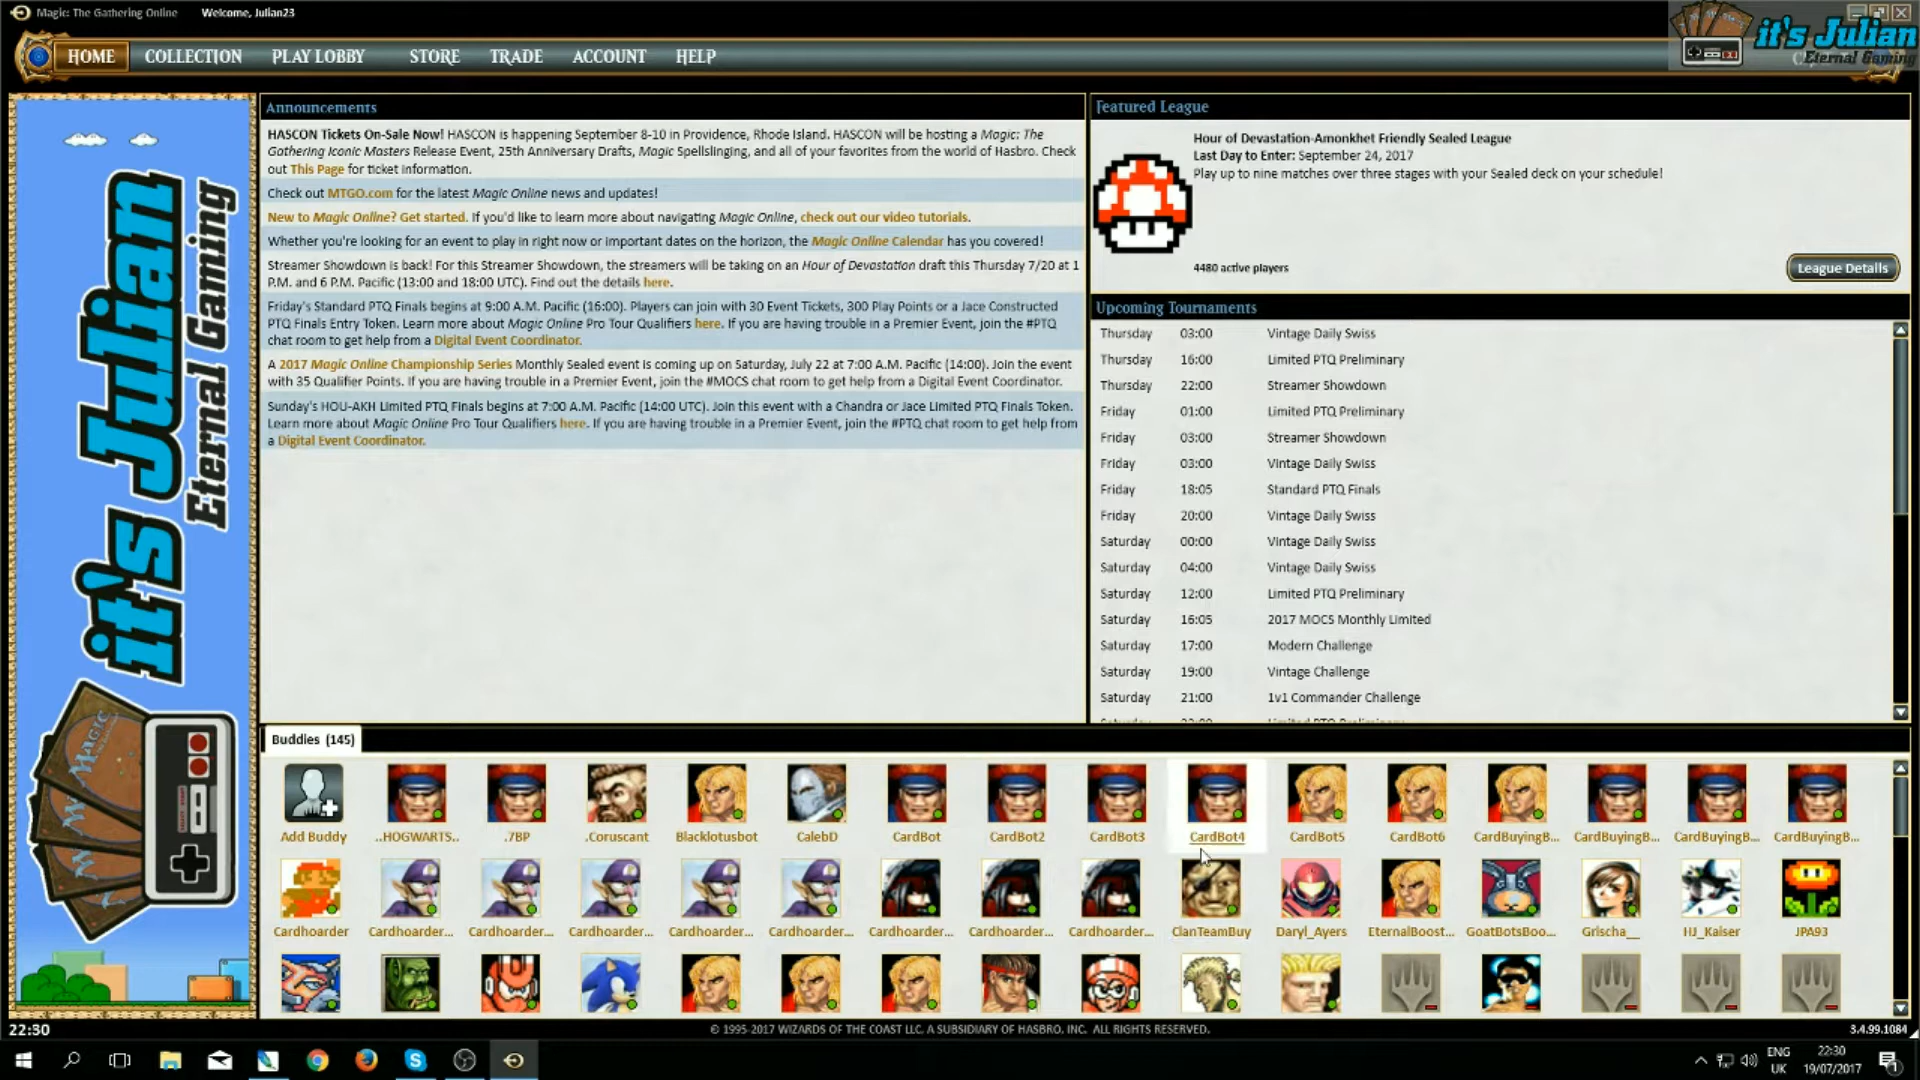 Magic: The Gathering Online Welcome, Julian23
it's Julian
Eternal Gaming
HOME COLLECTION PLAY LOBBY STORE TRADE ACCOUNT HELP
it's Julian
Eternal Gaming
MAGIC
Announcements
HASCON Tickets On-Sale Now! HASCON is happening September 8-10 in Providence, Rhode Island. HASCON will be hosting a Magic: The
Gathering Iconic Masters Release Event, 25th Anniversary Drafts, Magic Spellslinging, and all of your favorites from the world of Hasbro. Check
out This Page for ticket information.
Check out MTGO.com for the latest Magic Online news and updates!
New to Magic Online? Get started. If you'd like to learn more about navigating Magic Online, check out our video tutorials.
Whether you're looking for an event to play in right now or important dates on the horizon, the Magic Online Calendar has you covered!
Streamer Showdown is back! For this Streamer Showdown, the streamers will be taking on an Hour of Devastation draft this Thursday 7/20 at 1
P.M. and 6 P.M. Pacific (13:00 and 18:00 UTC). Find out the details here.
Friday's Standard PTQ Finals begins at 9:00 A.M. Pacific (16:00). Players can join with 30 Event Tickets, 300 Play Points or a Jace Constructed
PTQ Finals Entry Token. Learn more about Magic Online Pro Tour Qualifiers here. If you are having trouble in a Premier Event, join the #PTQ
chat room to get help from a Digital Event Coordinator.
A 2017 Magic Online Championship Series Monthly Sealed event is coming up on Saturday, July 22 at 7:00 A.M. Pacific (14:00). Join the event
with 35 Qualifier Points. If you are having trouble in a Premier Event, join the #MOCS chat room to get help from a Digital Event Coordinator.
Sunday's HOU-AKH Limited PTQ Finals begins at 7:00 A.M. Pacific (14:00 UTC). Join this event with a Chandra or Jace Limited PTQ Finals Token.
Learn more about Magic Online Pro Tour Qualifiers here. If you are having trouble in a Premier Event, join the #PTQ chat room to get help from
a Digital Event Coordinator.
Featured League
Hour of Devastation-Amonkhet Friendly Sealed League
Last Day to Enter: September 24, 2017
Play up to nine matches over three stages with your Sealed deck on your schedule!
4480 active players
League Details
Upcoming Tournaments
Thursday 03:00 Vintage Daily Swiss
Thursday 16:00 Limited PTQ Preliminary
Thursday 22:00 Streamer Showdown
Friday 01:00 Limited PTQ Preliminary
Friday 03:00 Streamer Showdown
Friday 03:00 Vintage Daily Swiss
Friday 18:05 Standard PTQ Finals
Friday 20:00 Vintage Daily Swiss
Saturday 00:00 Vintage Daily Swiss
Saturday 04:00 Vintage Daily Swiss
Saturday 12:00 Limited PTQ Preliminary
Saturday 16:05 2017 MOCS Monthly Limited
Saturday 17:00 Modern Challenge
Saturday 19:00 Vintage Challenge
Saturday 21:00 1v1 Commander Challenge
Buddies (145)
Add Buddy ..HOGWARTS.. .7BP .Coruscant Blacklotusbot CalebD CardBot CardBot2 CardBot3 CardBot4 CardBot5 CardBot6 CardBuyingB... CardBuyingB... CardBuyingB... CardBuyingB...
Cardhoarder Cardhoarder... Cardhoarder... Cardhoarder... Cardhoarder... Cardhoarder... Cardhoarder... Cardhoarder... Cardhoarder... ClanTeamBuy Daryl_Ayers EternalBoost... GoatBotsBoo... Grischa__ HJ_Kaiser JPA93
22:30 © 1995-2017 WIZARDS OF THE COAST LLC. A SUBSIDIARY OF HASBRO. INC. ALL RIGHTS RESERVED. 3.4.99.1084
ENG
UK
22:30
19/07/2017